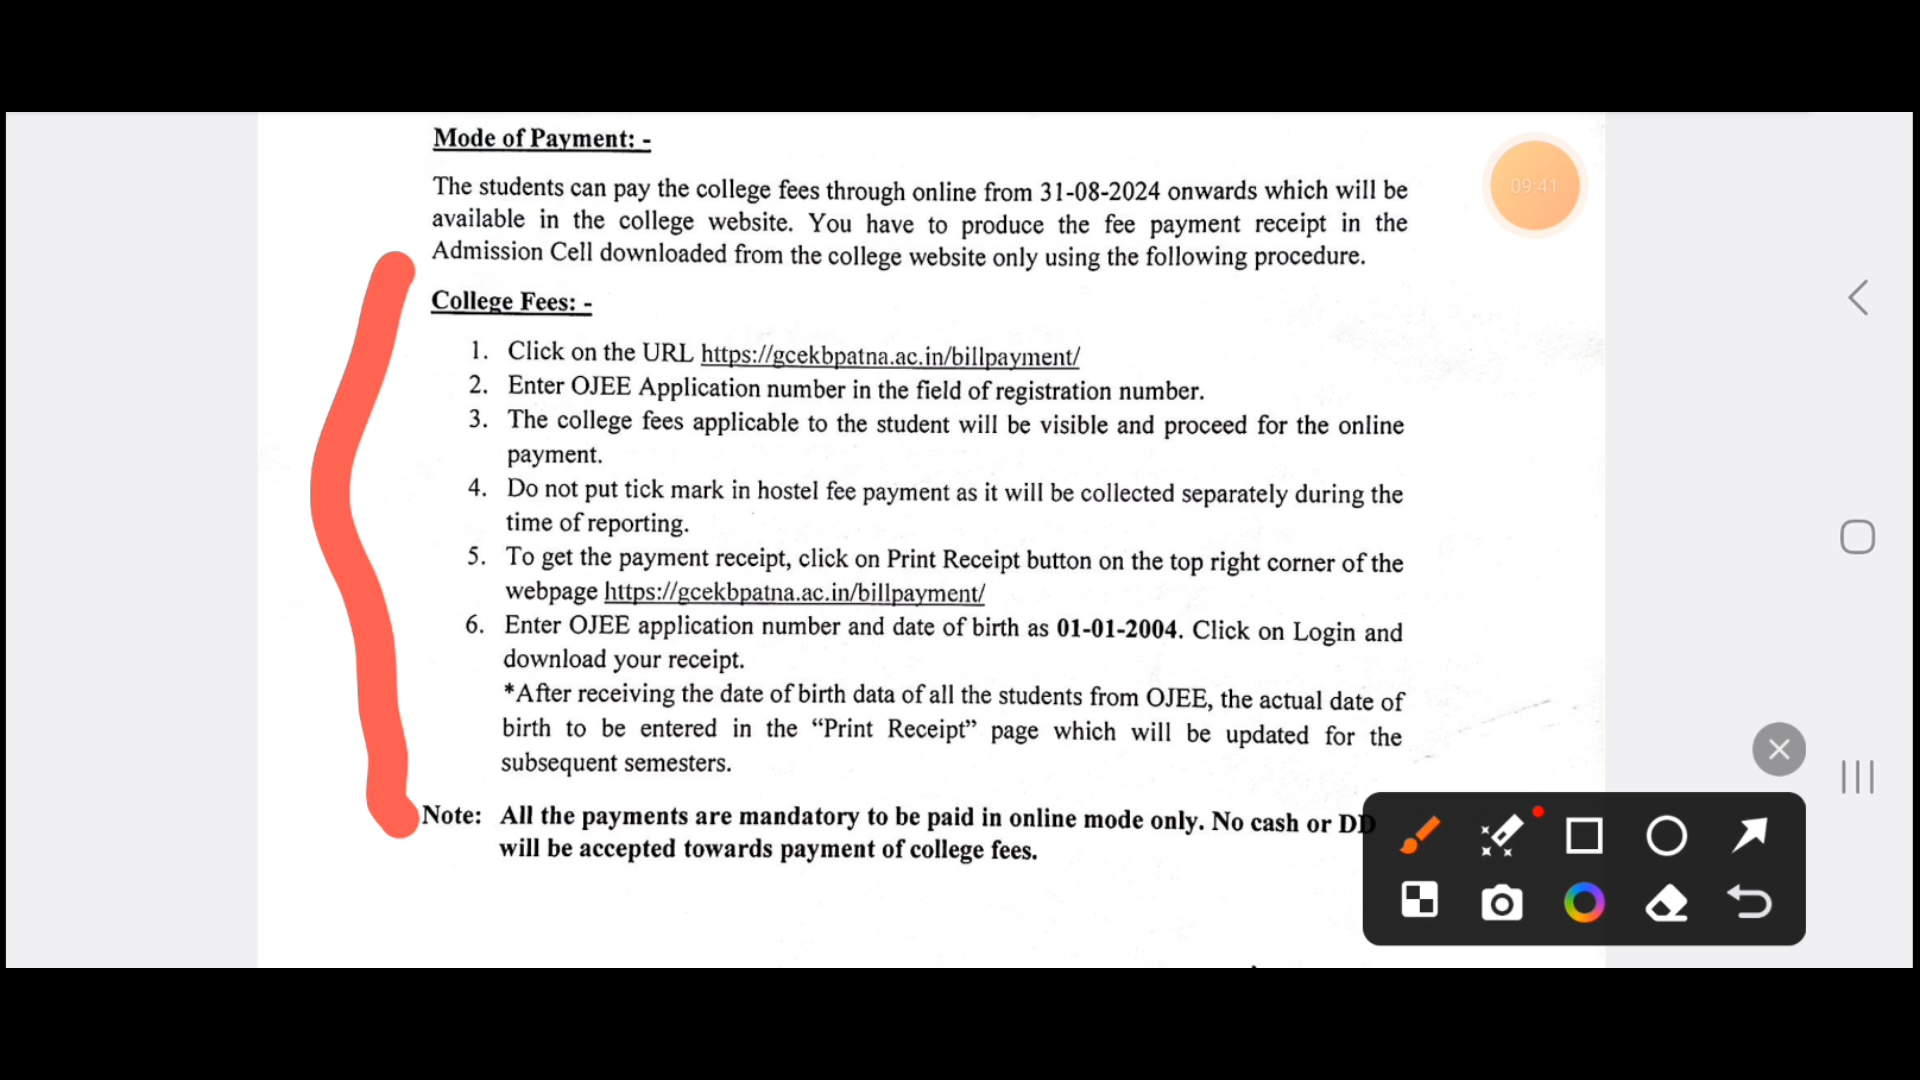 Mode of Payment: -
09:41
The students can pay the college fees through online from 31-08-2024 onwards which will be
available in the college website. You have to produce the fee payment receipt in the
Admission Cell downloaded from the college website only using the following procedure.
College Fees: -
1. Click on the URL https://gcekbpatna.ac.in/billpayment/
2. Enter OJEE Application number in the field of registration number.
3. The college fees applicable to the student will be visible and proceed for the online
payment.
4. Do not put tick mark in hostel fee payment as it will be collected separately during the
time of reporting.
5. To get the payment receipt, click on Print Receipt button on the top right corner of the
webpage https://gcekbpatna.ac.in/billpayment/
6. Enter OJEE application number and date of birth as 01-01-2004. Click on Login and
download your receipt.
*After receiving the date of birth data of all the students from OJEE, the actual date of
birth to be entered in the “Print Receipt” page which will be updated for the
subsequent semesters.
Note: All the payments are mandatory to be paid in online mode only. No cash or DD
will be accepted towards payment of college fees.